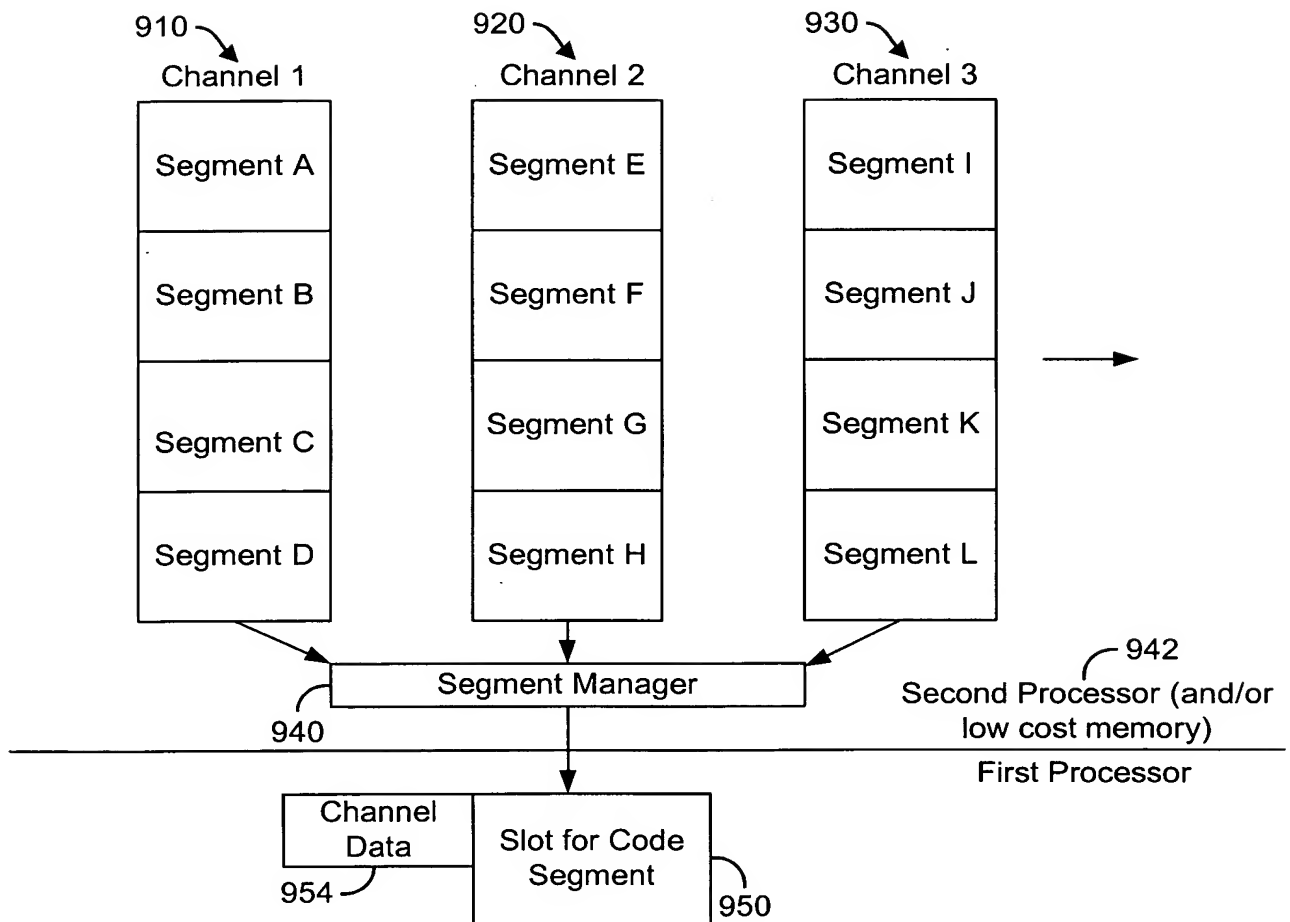 910 920 930
Channel 1 Channel 2 Channel 3
Segment A Segment E Segment I
Segment B Segment F Segment J
Segment C Segment G Segment K
Segment D Segment H Segment L
942
Segment Manager
Second Processor (and/or
low cost memory)
940
First Processor
Channel
Data
Slot for Code
Segment
954
950